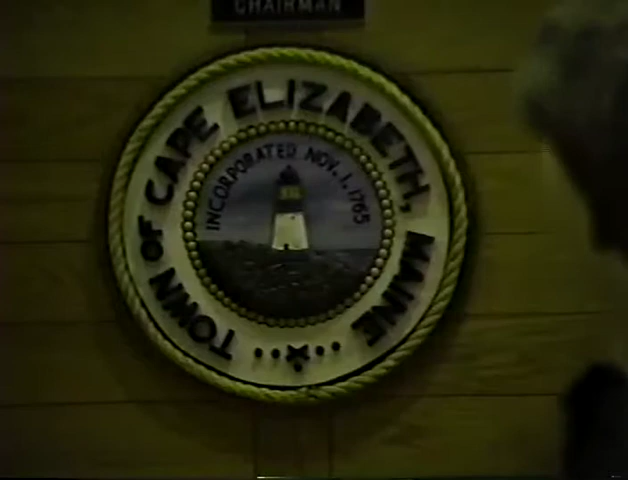 CHAIRMAN
TOWN OF CAPE ELIZABETH, MAINE
INCORPORATED NOV. 1, 1765